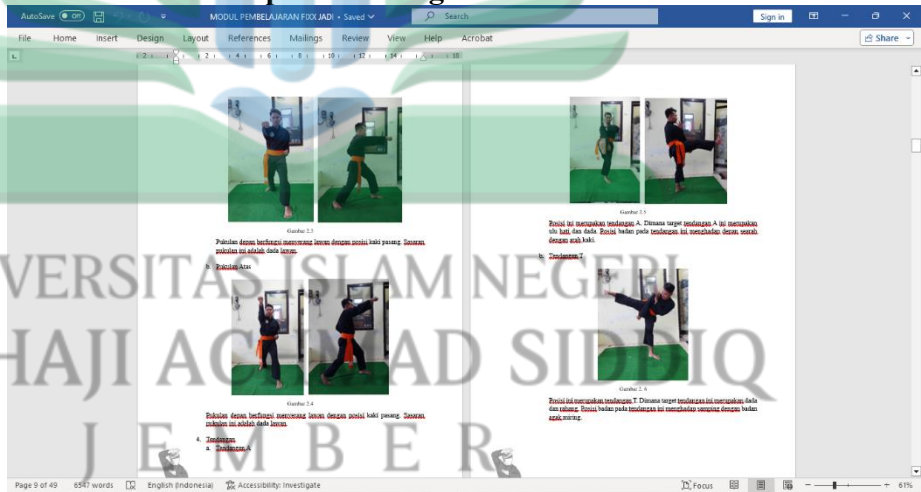 AutoSave On
MODUL PEMBELAJARAN FIXX JADI • Saved
Search
Sign in
File Home Insert Design Layout References Mailings Review View Help Acrobat
Share
Gambar 2.3
Pukulan depan berfungsi menyerang lawan dengan posisi kaki pasang. Sasaran
pukulan ini adalah dada lawan.
b. Pukulan Atas
Gambar 2.4
Pukulan depan berfungsi menyerang lawan dengan posisi kaki pasang. Sasaran
pukulan ini adalah dada lawan.
4. Tendangan
a. Tendangan A
Gambar 2.5
Posisi ini merupakan tendangan A. Dimana target tendangan A ini merupakan
ulu hati dan dada. Posisi badan pada tendangan ini menghadap depan searah
dengan arah kaki.
b. Tendangan T
Gambar 2. 6
Posisi ini merupakan tendangan T. Dimana target tendangan ini merupakan dada
dan rahang. Posisi badan pada tendangan ini menghadap samping dengan badan
agak miring.
VERSITAS ISLAM NEGERI
HAJI ACHMAD SIDDIQ
JEMBER
Page 9 of 49 6547 words English (Indonesia) Accessibility: Investigate
Focus
61%